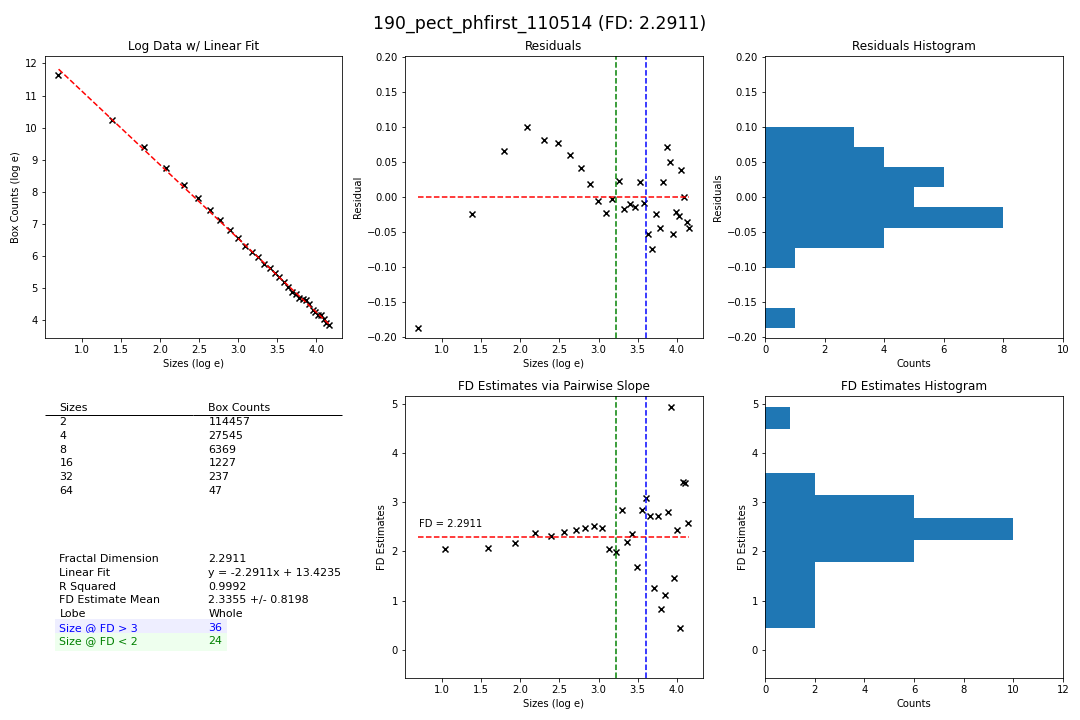 190_pect_phfirst_110514 (FD: 2.2911)
Log Data w/ Linear Fit
Box Counts (log e)
12
11
10
9
8
7
6
5
4
1.0 1.5 2.0 2.5 3.0 3.5 4.0
Sizes (log e)
Residuals
Residual
0.20
0.15
0.10
0.05
0.00
−0.05
−0.10
−0.15
−0.20
1.0 1.5 2.0 2.5 3.0 3.5 4.0
Sizes (log e)
Residuals Histogram
Residuals
0.20
0.15
0.10
0.05
0.00
−0.05
−0.10
−0.15
−0.20
0 2 4 6 8 10
Counts
Sizes Box Counts
2 114457
4 27545
8 6369
16 1227
32 237
64 47
Fractal Dimension 2.2911
Linear Fit y = -2.2911x + 13.4235
R Squared 0.9992
FD Estimate Mean 2.3355 +/- 0.8198
Lobe Whole
Size @ FD > 3 36
Size @ FD < 2 24
FD Estimates via Pairwise Slope
FD Estimates
5
4
3
2
1
0
FD = 2.2911
1.0 1.5 2.0 2.5 3.0 3.5 4.0
Sizes (log e)
FD Estimates Histogram
FD Estimates
5
4
3
2
1
0
0 2 4 6 8 10 12
Counts